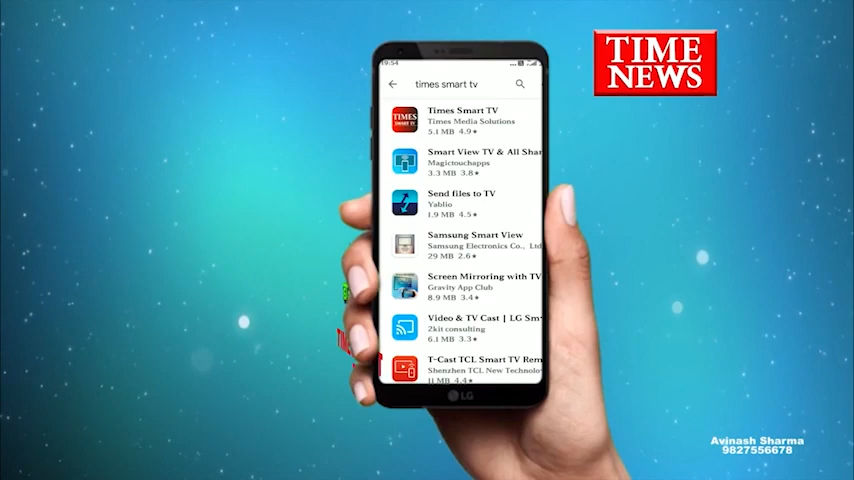 TIME
NEWS
19:54
times smart tv
TIMES
SMART TV
Times Smart TV
Times Media Solutions
5.1 MB 4.9★
Smart View TV & All Shar
Magictouchapps
3.3 MB 3.8★
Send files to TV
Yablio
1.9 MB 4.5★
Samsung Smart View
Samsung Electronics Co., Ltd
29 MB 2.6★
Screen Mirroring with TV
Gravity App Club
8.9 MB 3.4★
Video & TV Cast | LG Sm
2kit consulting
6.1 MB 3.3★
T-Cast TCL Smart TV Rem
Shenzhen TCL New Technolo
11 MB 4.4★
LG
Avinash Sharma
9827556678